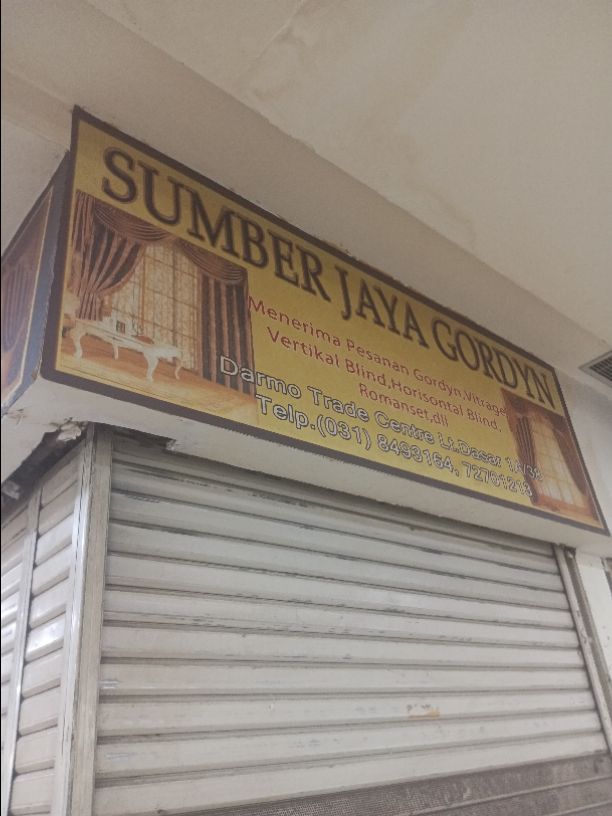 SUMBER JAYA GORDYN
Menerima Pesanan Gordyn,Vitrage,
Vertikal Blind,Horisontal Blind,
Romanset,dll
Darmo Trade Centre Lt.Dasar
Telp.(031) 8493164, 72701213